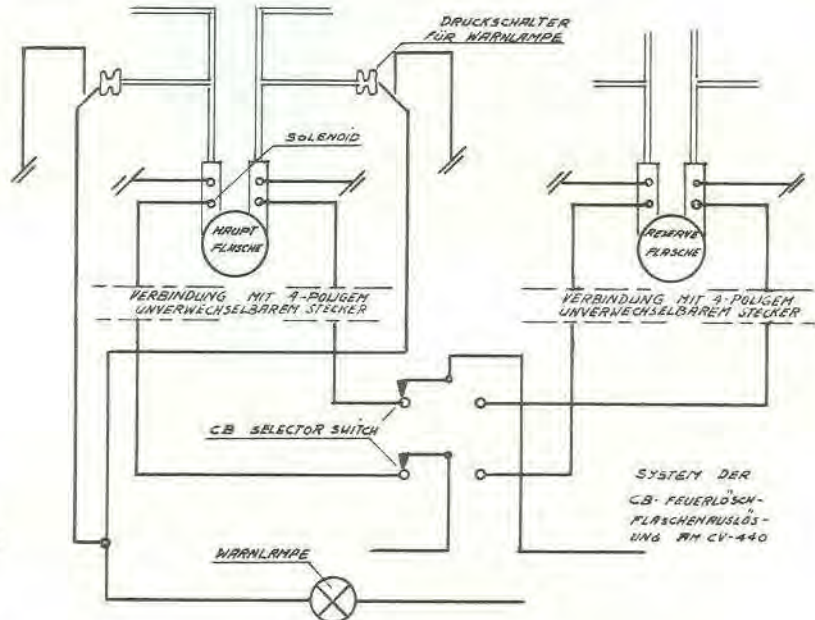 DRUCKSCHALTER
FÜR WARNLAMPE
SOLENOID
HAUPT
FLASCHE
RESERVE
FLASCHE
VERBINDUNG MIT 4-POLIGEM
UNVERWECHSELBAREM STECKER
VERBINDUNG MIT 4-POLIGEM
UNVERWECHSELBAREM STECKER
C.B SELECTOR SWITCH
SYSTEM DER
C.B. FEUERLÖSCH-
FLASCHENAUSLÖS-
UNG AM CV-440
WARNLAMPE